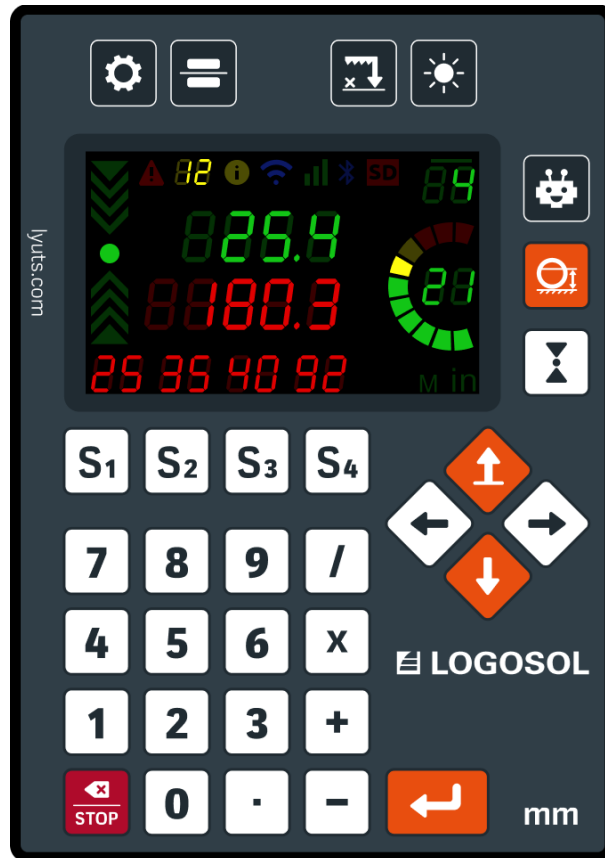 12
SD
4
25.4
21
180.3
25 35 40 92
M in
lyuts.com
S1 S2 S3 S4
7 8 9 /
4 5 6 x
LOGOSOL
1 2 3 +
STOP 0 . − mm